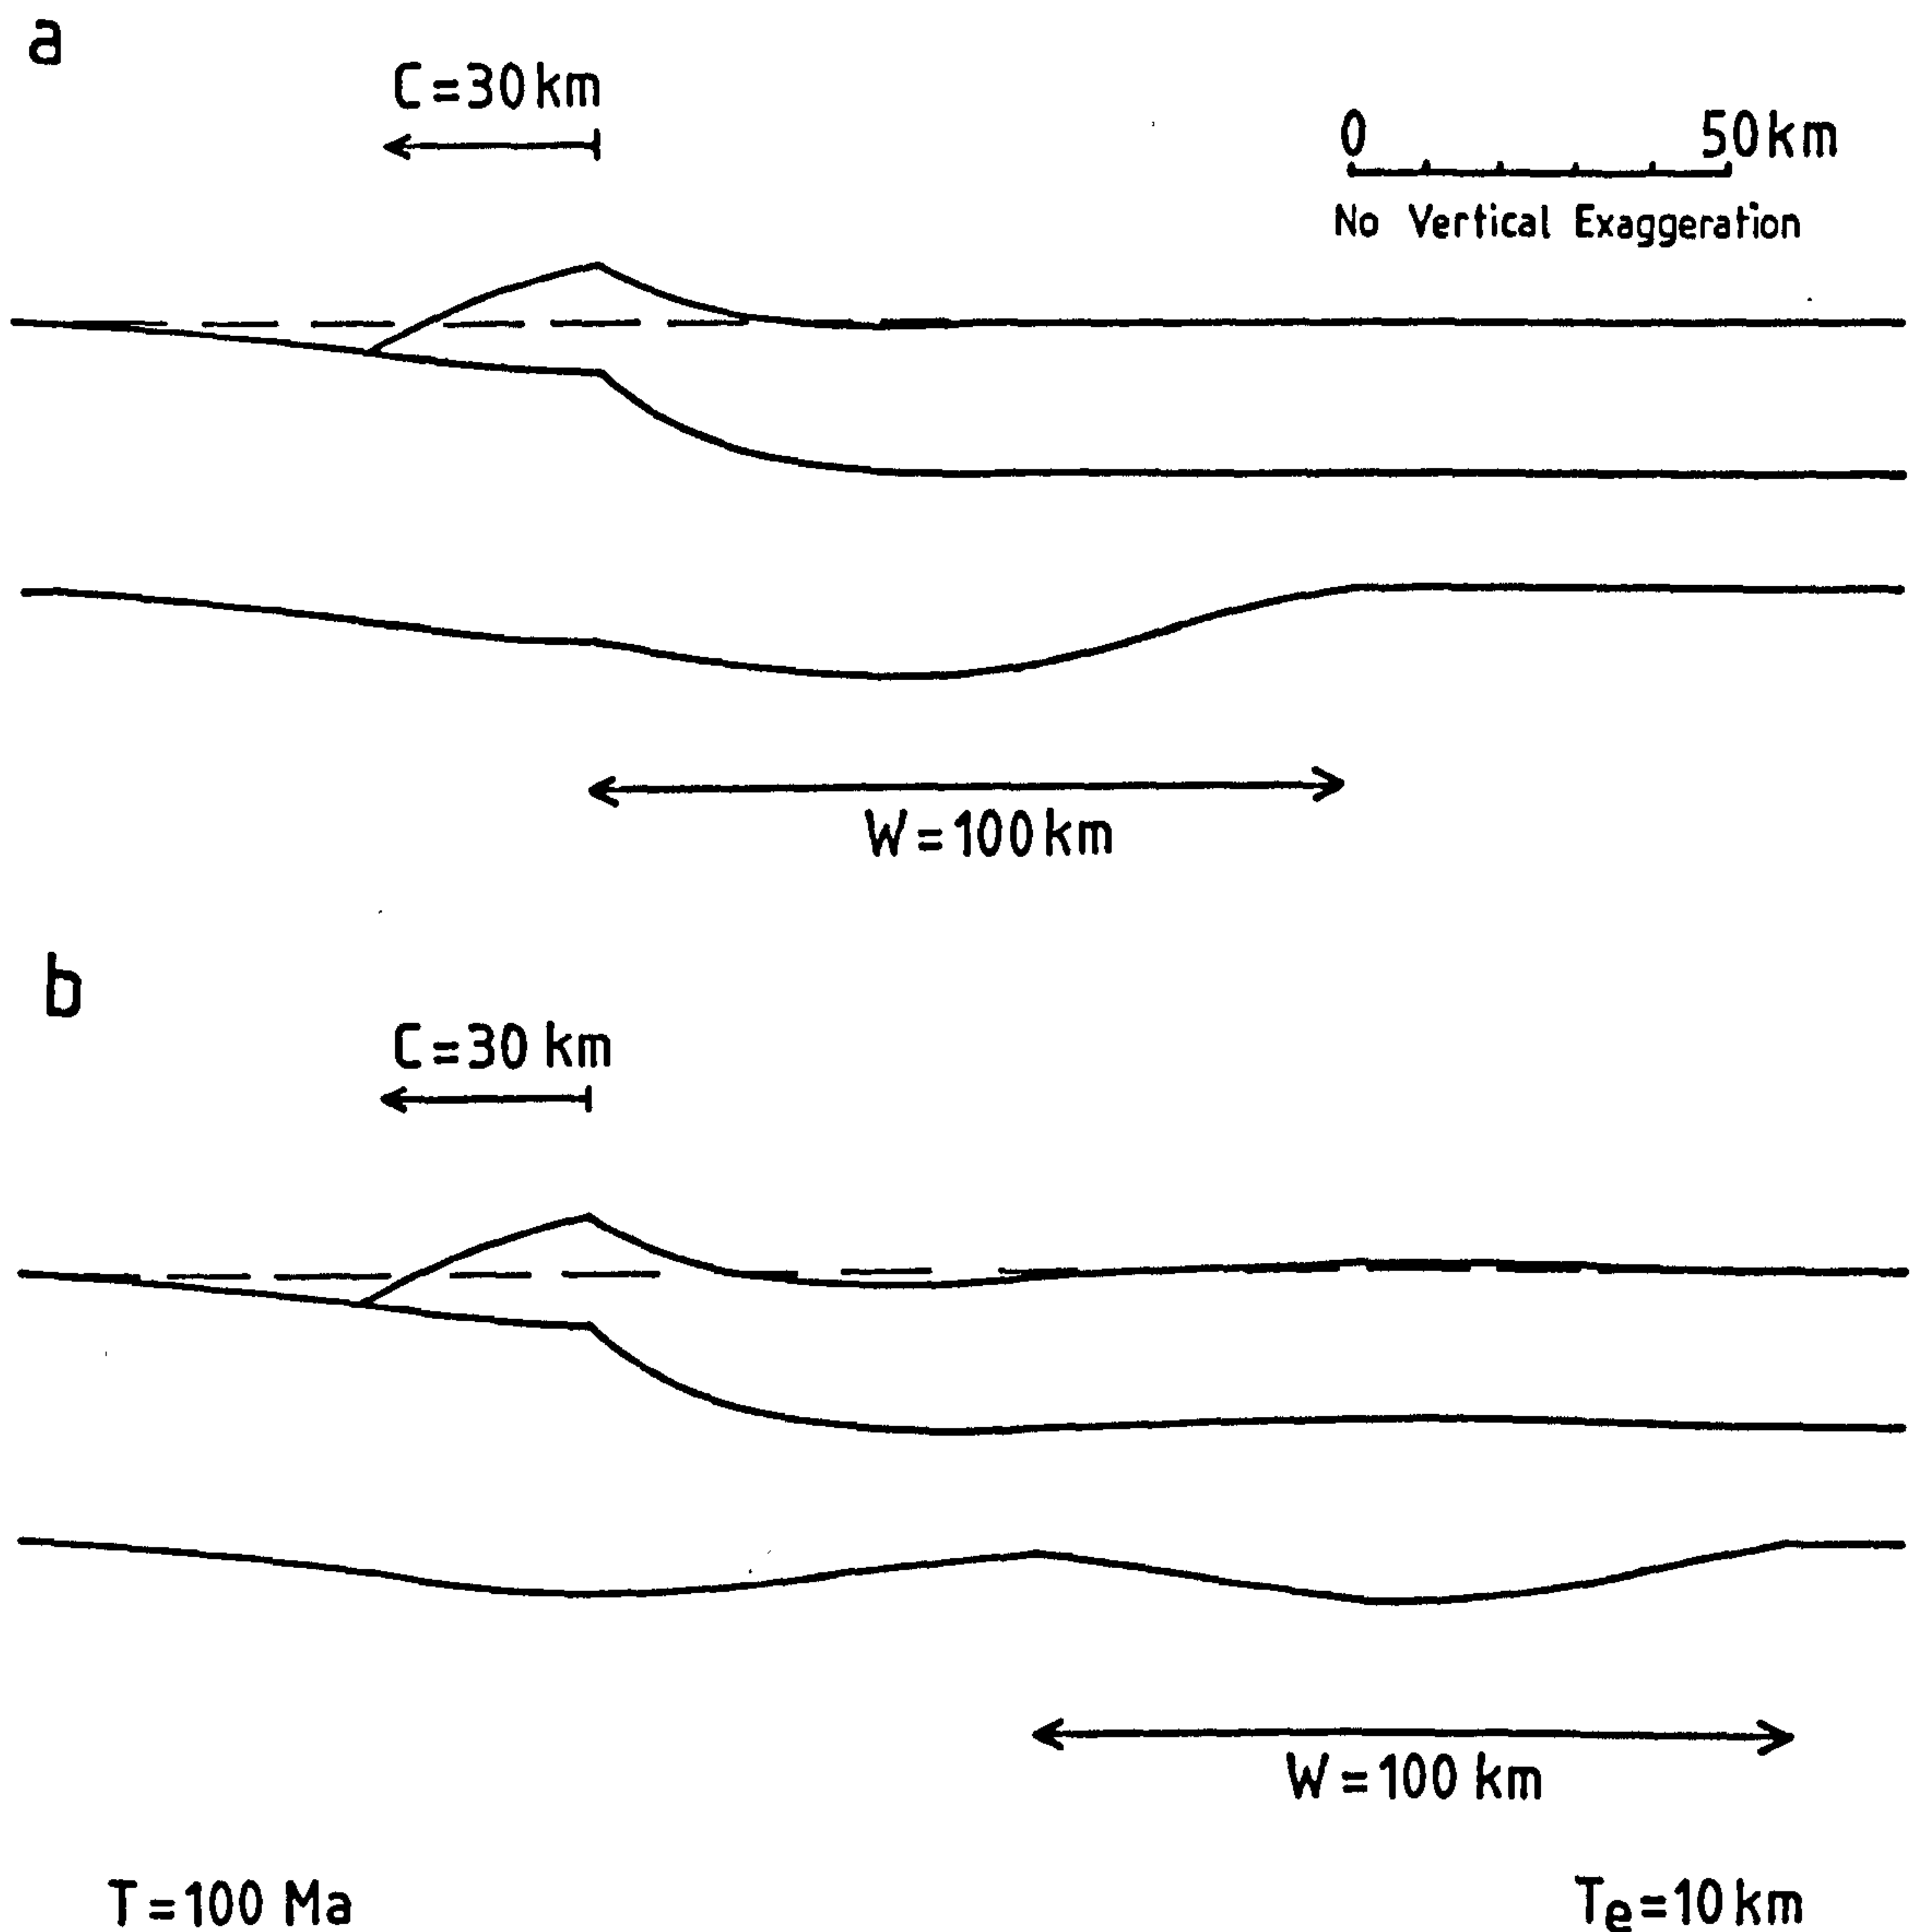 a
C=30km
0 50km
No Vertical Exaggeration
W=100km
b
C=30 km
W=100 km
T=100 Ma Te=10km